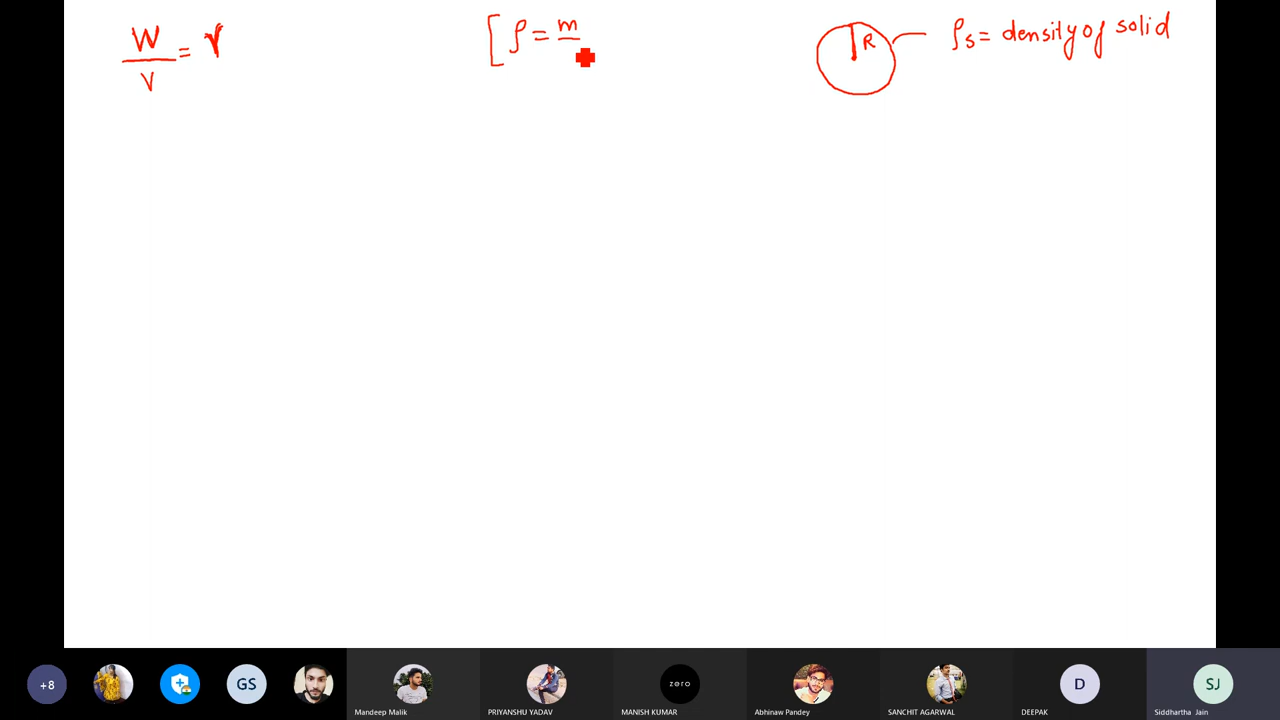 W/V = γ
[ρ = m
R
ρs = density of solid
+8
GS
zero
D
SJ
Mandeep Malik
PRIYANSHU YADAV
MANISH KUMAR
Abhinaw Pandey
SANCHIT AGARWAL
DEEPAK
Siddhartha Jain